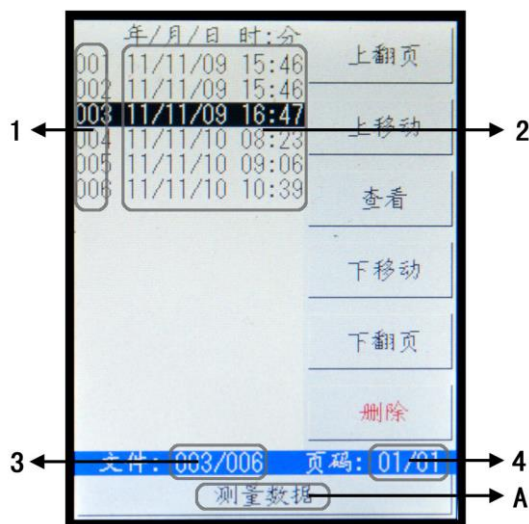 年/月/日 时:分
001 11/11/09 15:46
002 11/11/09 15:46
003 11/11/09 16:47
004 11/11/10 08:23
005 11/11/10 09:06
006 11/11/10 10:39
上翻页
上移动
查看
下移动
下翻页
删除
文件: 003/006 页码: 01/01
测量数据
1
2
3
4
A